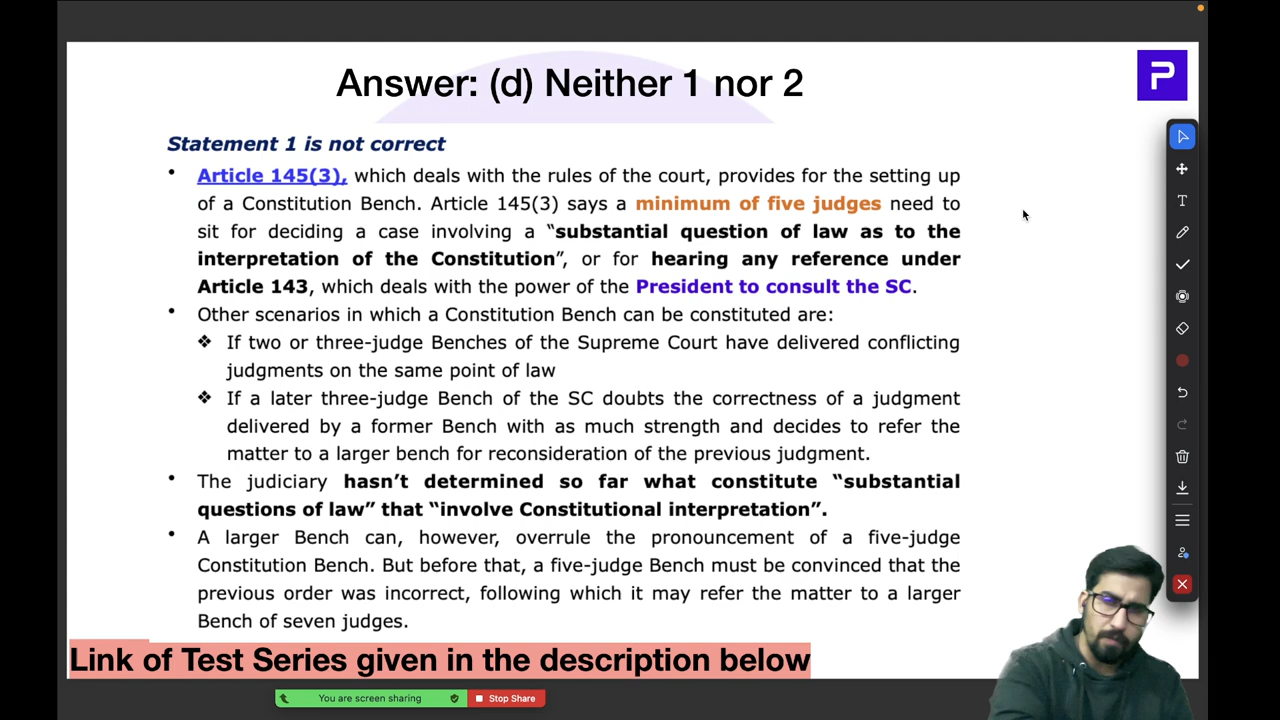 Answer: (d) Neither 1 nor 2
P
Statement 1 is not correct
• Article 145(3), which deals with the rules of the court, provides for the setting up
of a Constitution Bench. Article 145(3) says a minimum of five judges need to
sit for deciding a case involving a “substantial question of law as to the
interpretation of the Constitution”, or for hearing any reference under
Article 143, which deals with the power of the President to consult the SC.
• Other scenarios in which a Constitution Bench can be constituted are:
❖ If two or three-judge Benches of the Supreme Court have delivered conflicting
judgments on the same point of law
❖ If a later three-judge Bench of the SC doubts the correctness of a judgment
delivered by a former Bench with as much strength and decides to refer the
matter to a larger bench for reconsideration of the previous judgment.
• The judiciary hasn’t determined so far what constitute “substantial
questions of law” that “involve Constitutional interpretation”.
• A larger Bench can, however, overrule the pronouncement of a five-judge
Constitution Bench. But before that, a five-judge Bench must be convinced that the
previous order was incorrect, following which it may refer the matter to a larger
Bench of seven judges.
Link of Test Series given in the description below
You are screen sharing
Stop Share